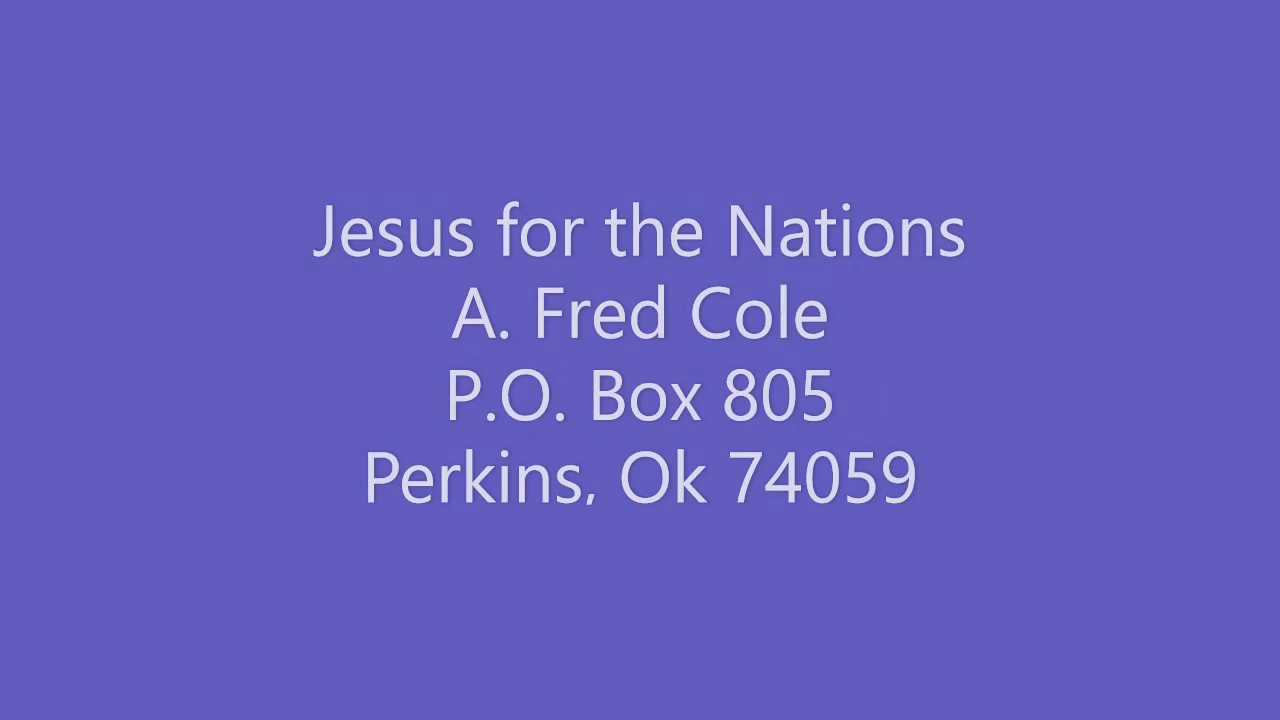 Jesus for the Nations
A. Fred Cole
P.O. Box 805
Perkins, Ok 74059